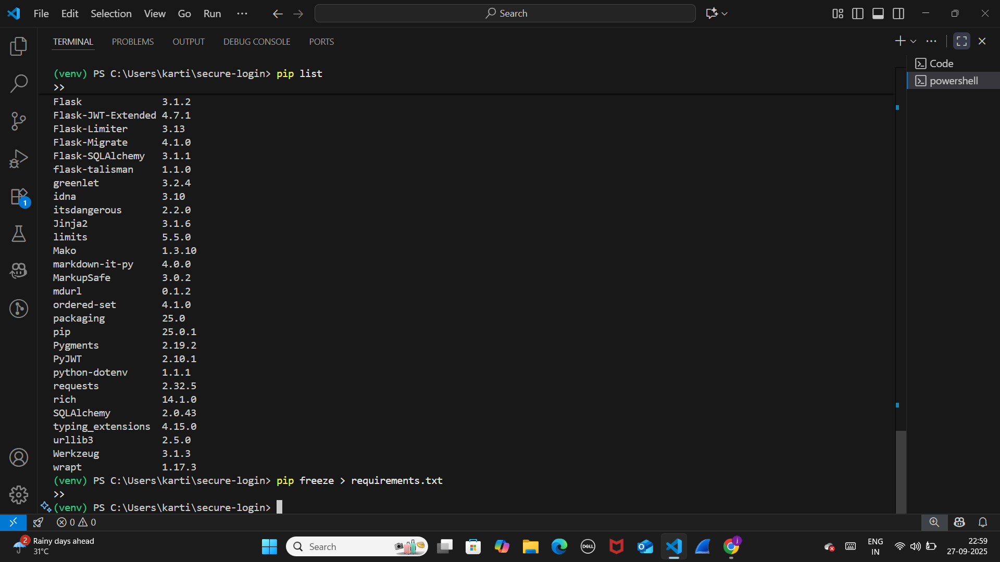 File Edit Selection View Go Run ··· Search
TERMINAL PROBLEMS OUTPUT DEBUG CONSOLE PORTS
Code
powershell
(venv) PS C:\Users\karti\secure-login> pip list
>>
Flask 3.1.2
Flask-JWT-Extended 4.7.1
Flask-Limiter 3.13
Flask-Migrate 4.1.0
Flask-SQLAlchemy 3.1.1
flask-talisman 1.1.0
greenlet 3.2.4
idna 3.10
itsdangerous 2.2.0
Jinja2 3.1.6
limits 5.5.0
Mako 1.3.10
markdown-it-py 4.0.0
MarkupSafe 3.0.2
mdurl 0.1.2
ordered-set 4.1.0
packaging 25.0
pip 25.0.1
Pygments 2.19.2
PyJWT 2.10.1
python-dotenv 1.1.1
requests 2.32.5
rich 14.1.0
SQLAlchemy 2.0.43
typing_extensions 4.15.0
urllib3 2.5.0
Werkzeug 3.1.3
wrapt 1.17.3
(venv) PS C:\Users\karti\secure-login> pip freeze > requirements.txt
>>
(venv) PS C:\Users\karti\secure-login>
1
0 0
2
Rainy days ahead
31°C
Search
DELL
j
ENG
IN
22:59
27-09-2025